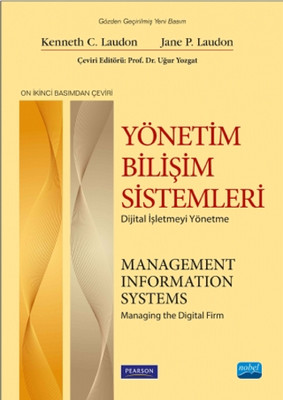 Gözden Geçirilmiş Yeni Basım
Kenneth C. Laudon Jane P. Laudon
Çeviri Editörü: Prof. Dr. Uğur Yozgat
ON İKİNCİ BASIMDAN ÇEVİRİ
YÖNETİM
BİLİŞİM
SİSTEMLERİ
Dijital İşletmeyi Yönetme
MANAGEMENT
INFORMATION
SYSTEMS
Managing the Digital Firm
PEARSON
nobel